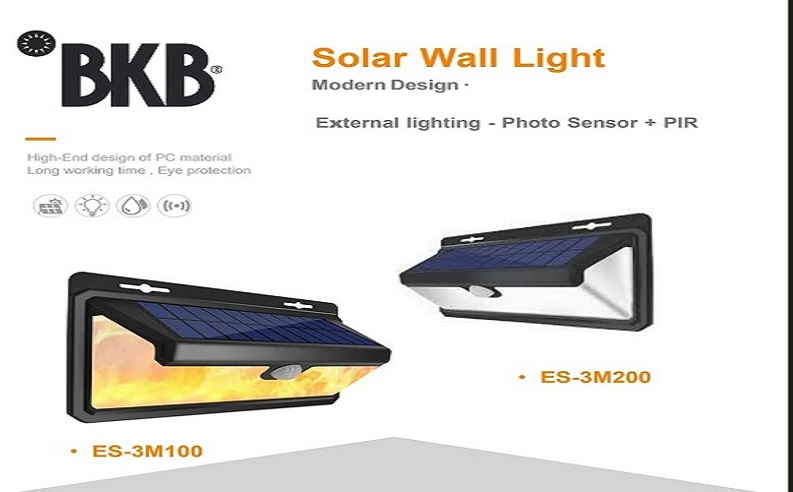 BKB®
Solar Wall Light
Modern Design ·
External lighting - Photo Sensor + PIR
High-End design of PC material
Long working time , Eye protection
• ES-3M200
• ES-3M100